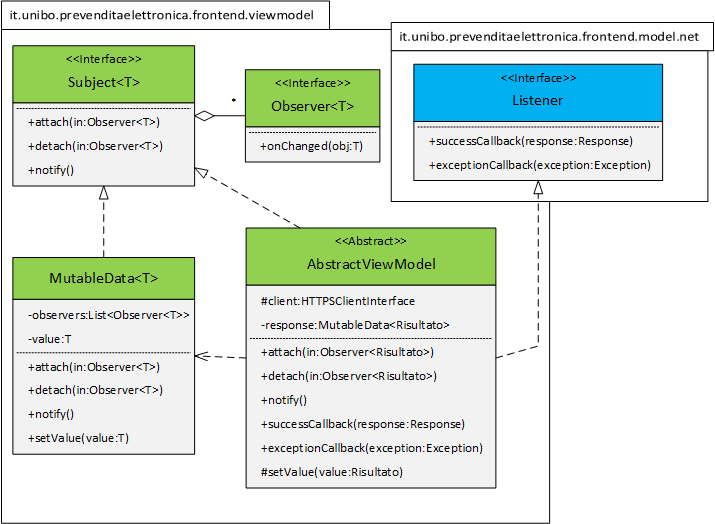 it.unibo.prevenditaelettronica.frontend.viewmodel
it.unibo.prevenditaelettronica.frontend.model.net
<<Interface>>
Subject<T>
+attach(in:Observer<T>)
+detach(in:Observer<T>)
+notify()
*
<<Interface>>
Observer<T>
+onChanged(obj:T)
<<Interface>>
Listener
+successCallback(response:Response)
+exceptionCallback(exception:Exception)
MutableData<T>
-observers:List<Observer<T>>
-value:T
+attach(in:Observer<T>)
+detach(in:Observer<T>)
+notify()
+setValue(value:T)
<<Abstract>>
AbstractViewModel
#client:HTTPSClientInterface
-response:MutableData<Risultato>
+attach(in:Observer<Risultato>)
+detach(in:Observer<Risultato>)
+notify()
+successCallback(response:Response)
+exceptionCallback(exception:Exception)
#setValue(value:Risultato)